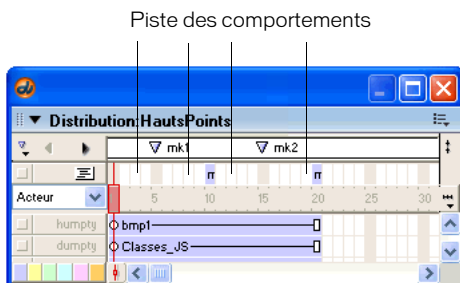 Piste des comportements
Distribution:HautsPoints
mk1 mk2
Acteur 5 10 15 20 25 30
humpty bmp1
dumpty Classes_JS